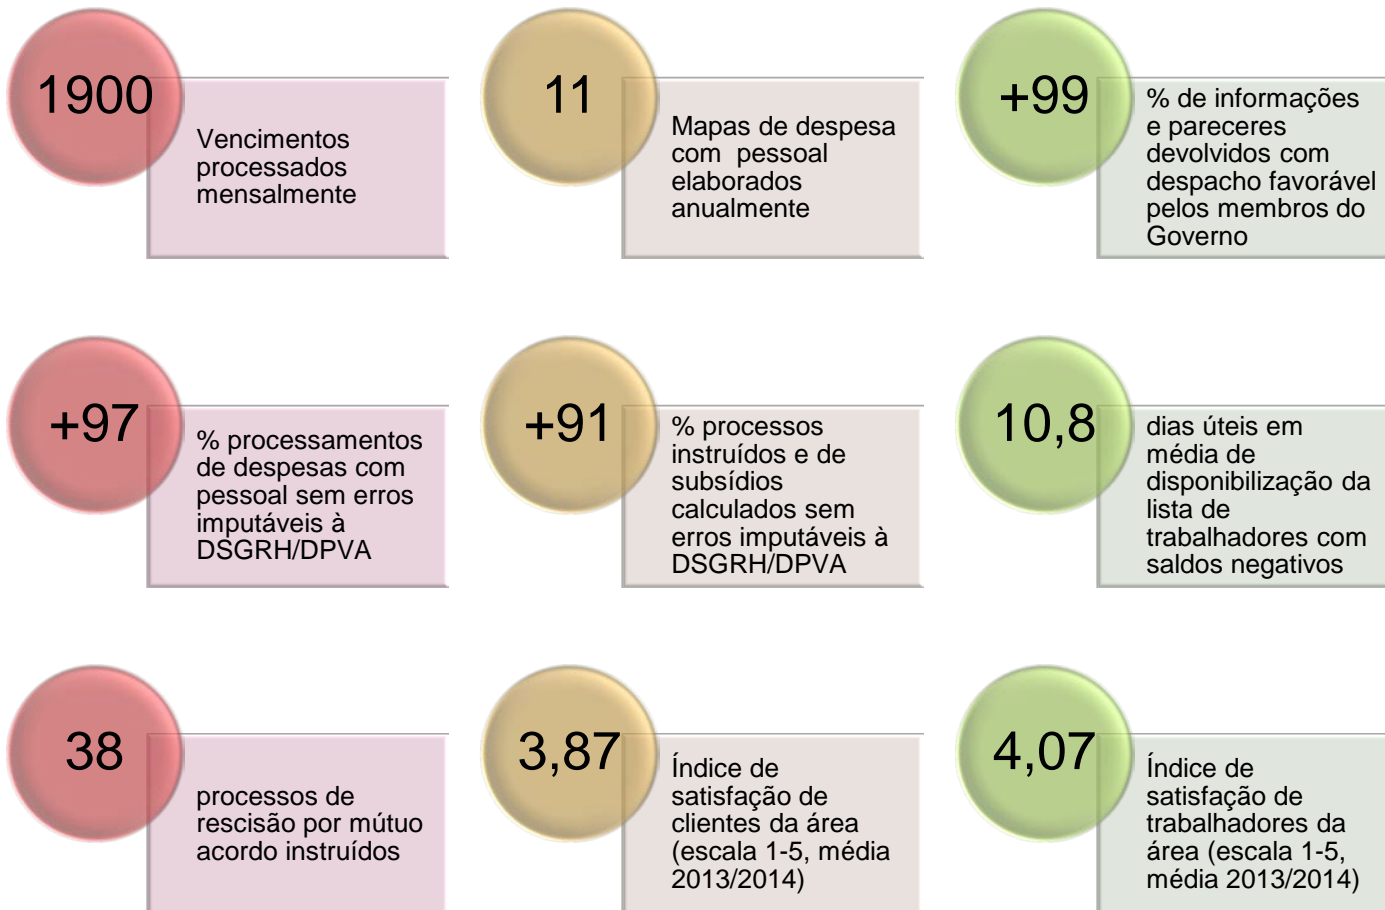 1900
Vencimentos
processados
mensalmente
11
Mapas de despesa
com pessoal
elaborados
anualmente
+99
% de informações
e pareceres
devolvidos com
despacho favorável
pelos membros do
Governo
+97
% processamentos
de despesas com
pessoal sem erros
imputáveis à
DSGRH/DPVA
+91
% processos
instruídos e de
subsídios
calculados sem
erros imputáveis à
DSGRH/DPVA
10,8
dias úteis em
média de
disponibilização da
lista de
trabalhadores com
saldos negativos
38
processos de
rescisão por mútuo
acordo instruídos
3,87
Índice de
satisfação de
clientes da área
(escala 1-5, média
2013/2014)
4,07
Índice de
satisfação de
trabalhadores da
área (escala 1-5,
média 2013/2014)